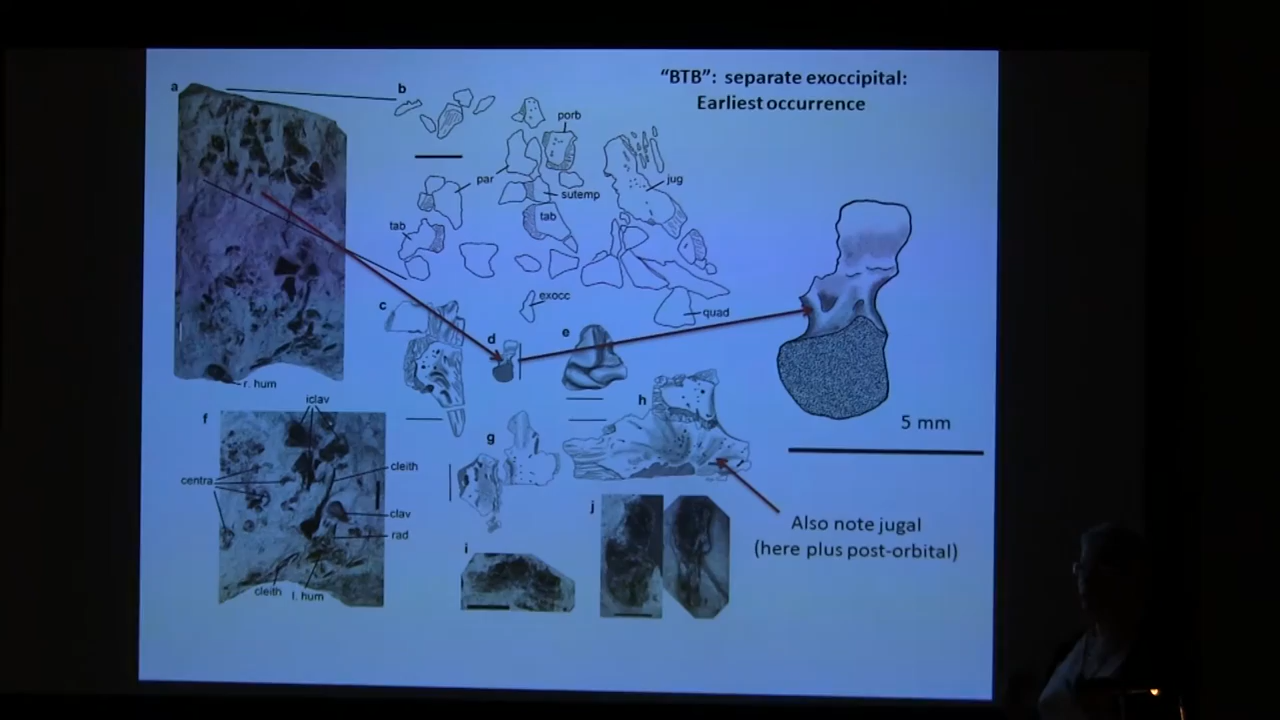 “BTB”: separate exoccipital:
Earliest occurrence
a
b
porb
par
jug
sutemp
tab
tab
exocc
c
quad
d
e
r. hum
iclav
h
f
g
cleith
centra
clav
rad
j
i
cleith
l. hum
5 mm
Also note jugal
(here plus post-orbital)